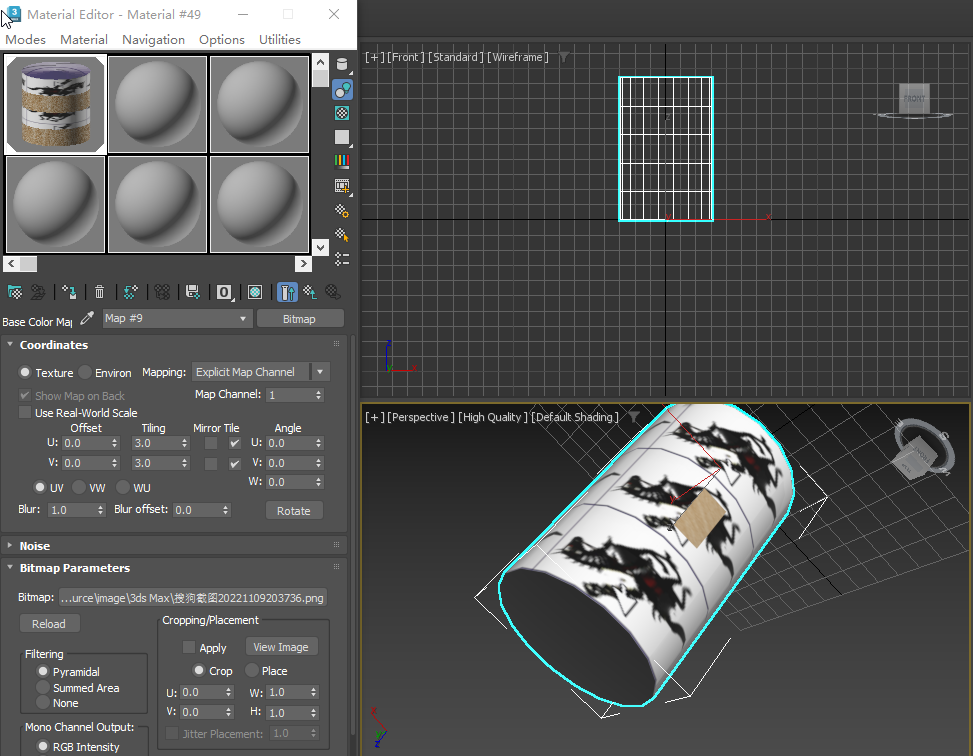 Material Editor - Material #49
Modes Material Navigation Options Utilities
[+] [Front] [Standard] [Wireframe]
FRONT
Base Color Map Map #9 Bitmap
Coordinates
Texture Environ Mapping: Explicit Map Channel
Show Map on Back Map Channel: 1
Use Real-World Scale
Offset Tiling Mirror Tile Angle
U: 0.0 3.0 U: 0.0
V: 0.0 3.0 V: 0.0
W: 0.0
UV VW WU
Blur: 1.0 Blur offset: 0.0 Rotate
Noise
Bitmap Parameters
Bitmap: ...urce\image\3ds Max\搜狗截图20221109203736.png
Reload
Cropping/Placement
Apply View Image
Crop Place
U: 0.0 W: 1.0
V: 0.0 H: 1.0
Jitter Placement: 1.0
Filtering
Pyramidal
Summed Area
None
Mono Channel Output:
RGB Intensity
[+] [Perspective] [High Quality] [Default Shading]